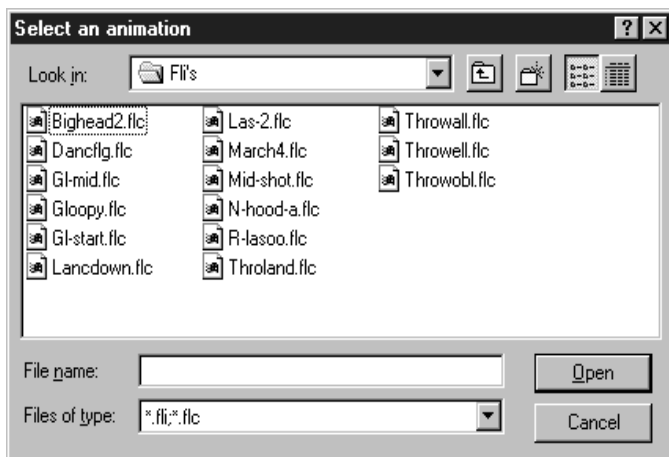 Select an animation
Look in: Fli's
Bighead2.flc
Dancflg.flc
Gl-mid.flc
Gloopy.flc
Gl-start.flc
Lancdown.flc
Las-2.flc
March4.flc
Mid-shot.flc
N-hood-a.flc
R-lasoo.flc
Throland.flc
Throwall.flc
Throwell.flc
Throwobl.flc
File name:
Open
Files of type: *.fli;*.flc
Cancel